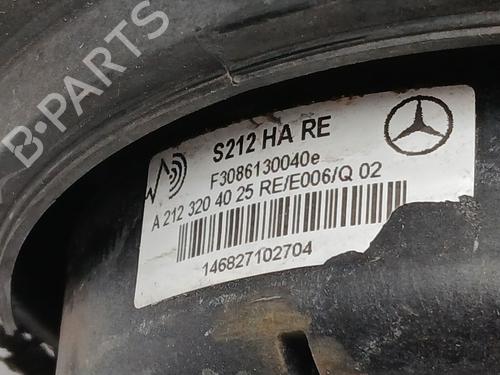 B-PARTS
S212 HA RE
F3086130040e
A 212 320 40 25 RE/E006/Q 02
146827102704